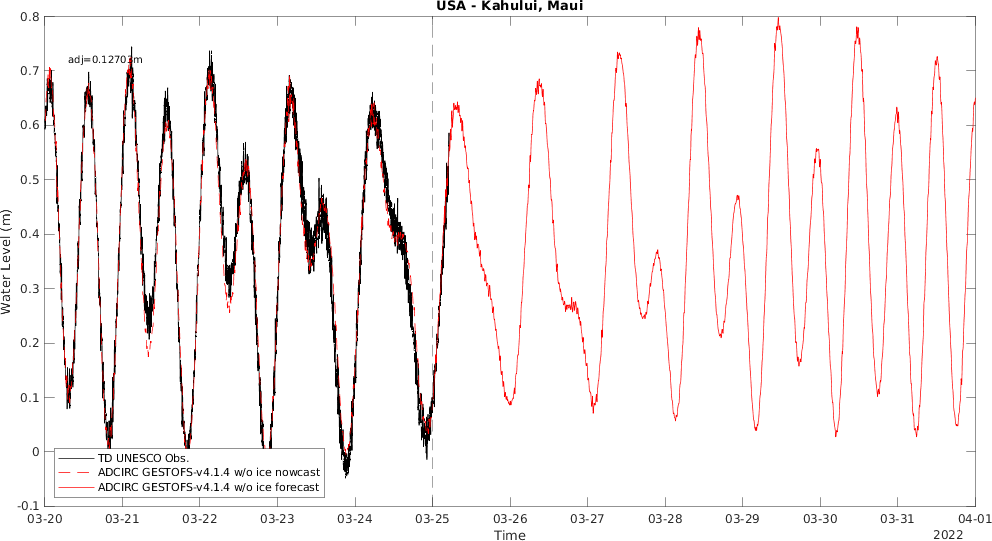 USA - Kahului, Maui
adj=0.12703m
0.8
0.7
0.6
0.5
0.4
0.3
0.2
0.1
0
-0.1
Water Level (m)
TD UNESCO Obs.
ADCIRC GESTOFS-v4.1.4 w/o ice nowcast
ADCIRC GESTOFS-v4.1.4 w/o ice forecast
03-20 03-21 03-22 03-23 03-24 03-25 03-26 03-27 03-28 03-29 03-30 03-31 04-01
Time
2022